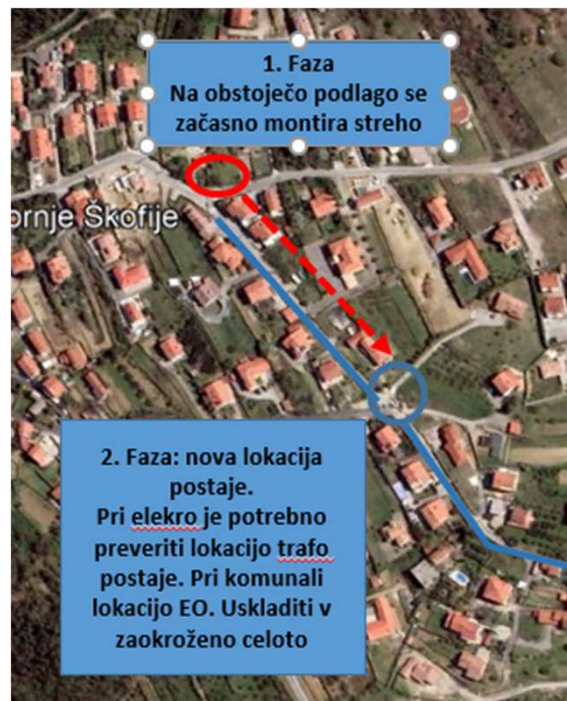 1. Faza
Na obstoječo podlago se
začasno montira streho
ornje Škofije
2. Faza: nova lokacija
postaje.
Pri elekro je potrebno
preveriti lokacijo trafo
postaje. Pri komunali
lokacijo EO. Uskladiti v
zaokroženo celoto